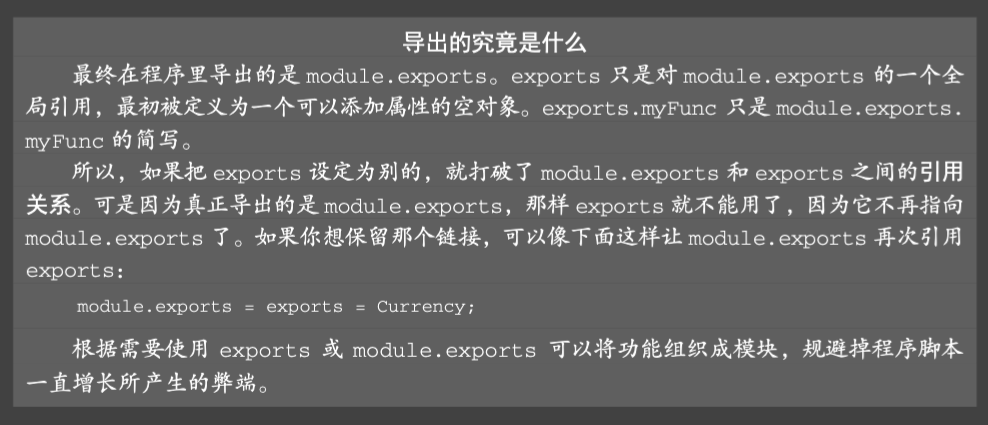 导出的究竟是什么
最终在程序里导出的是 module.exports。exports 只是对 module.exports 的一个全
局引用，最初被定义为一个可以添加属性的空对象。exports.myFunc 只是 module.exports.
myFunc 的简写。
所以，如果把 exports 设定为别的，就打破了 module.exports 和 exports 之间的引用
关系。可是因为真正导出的是 module.exports，那样 exports 就不能用了，因为它不再指向
module.exports 了。如果你想保留那个链接，可以像下面这样让 module.exports 再次引用
exports：
module.exports = exports = Currency;
根据需要使用 exports 或 module.exports 可以将功能组织成模块，规避掉程序脚本
一直增长所产生的弊端。